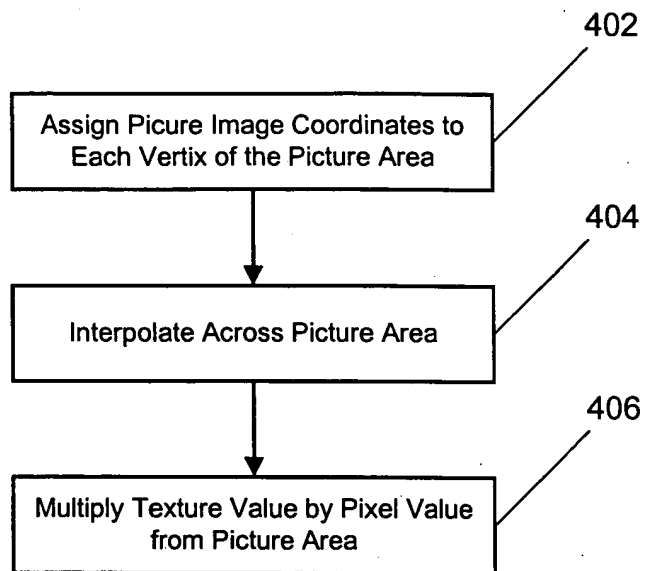 402
Assign Picure Image Coordinates to
Each Vertix of the Picture Area
404
Interpolate Across Picture Area
406
Multiply Texture Value by Pixel Value
from Picture Area